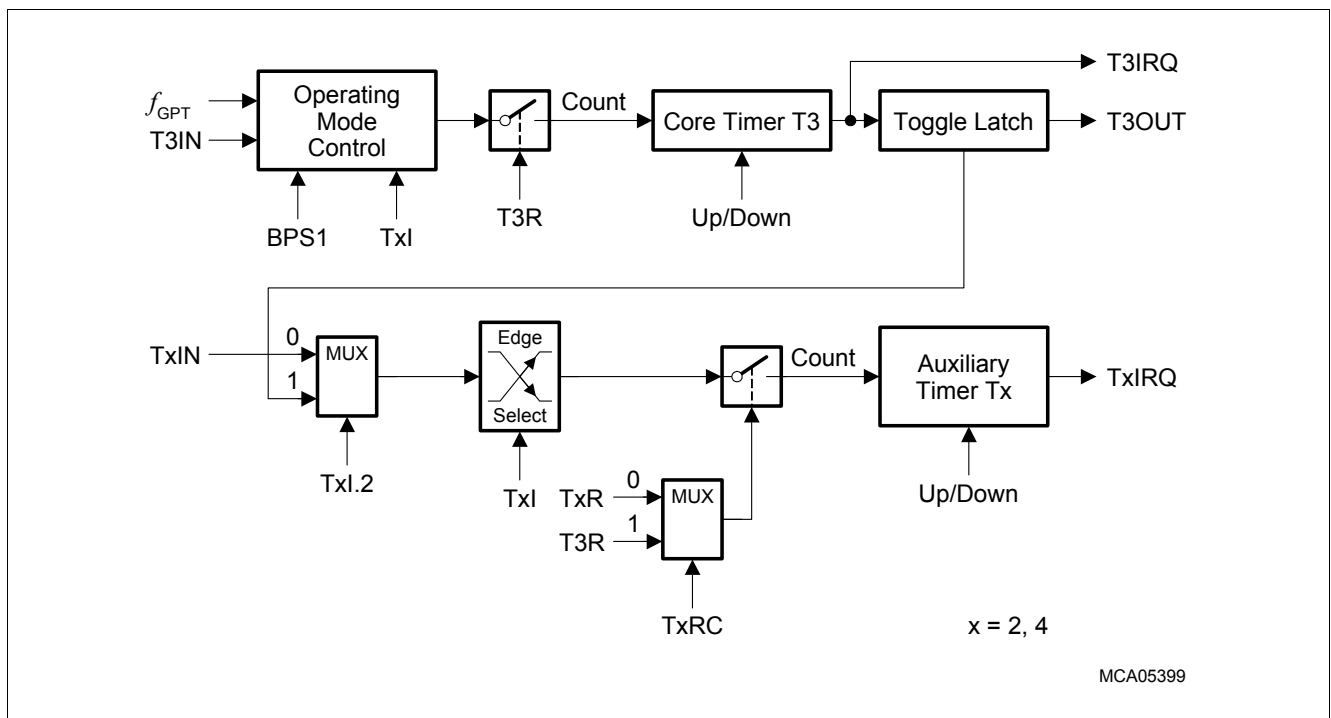 T3IRQ
fGPT
T3IN
Operating
Mode
Control
Count
Core Timer T3
Toggle Latch
T3OUT
BPS1
TxI
T3R
Up/Down
TxIN
0
1
MUX
TxI.2
Edge
Select
TxI
Count
Auxiliary
Timer Tx
TxIRQ
Up/Down
TxR
0
T3R
1
MUX
TxRC
x = 2, 4
MCA05399